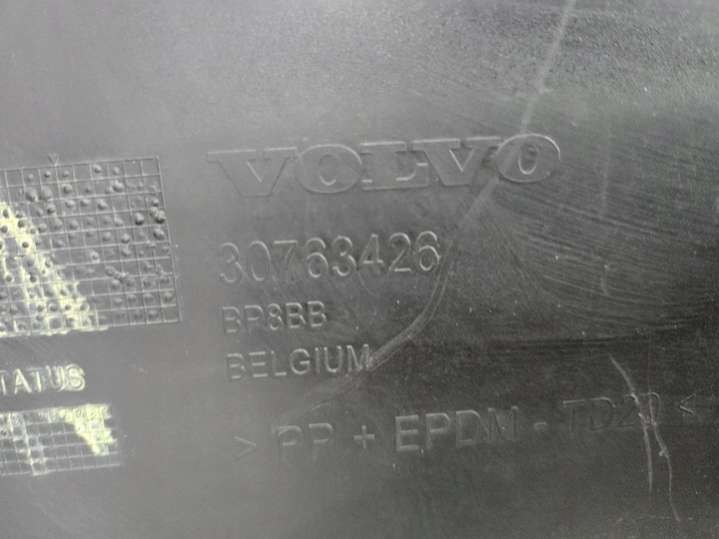 VOLVO
30763426
BP8BB
BELGIUM
TATUS
> PP + EPDM - TD20 <